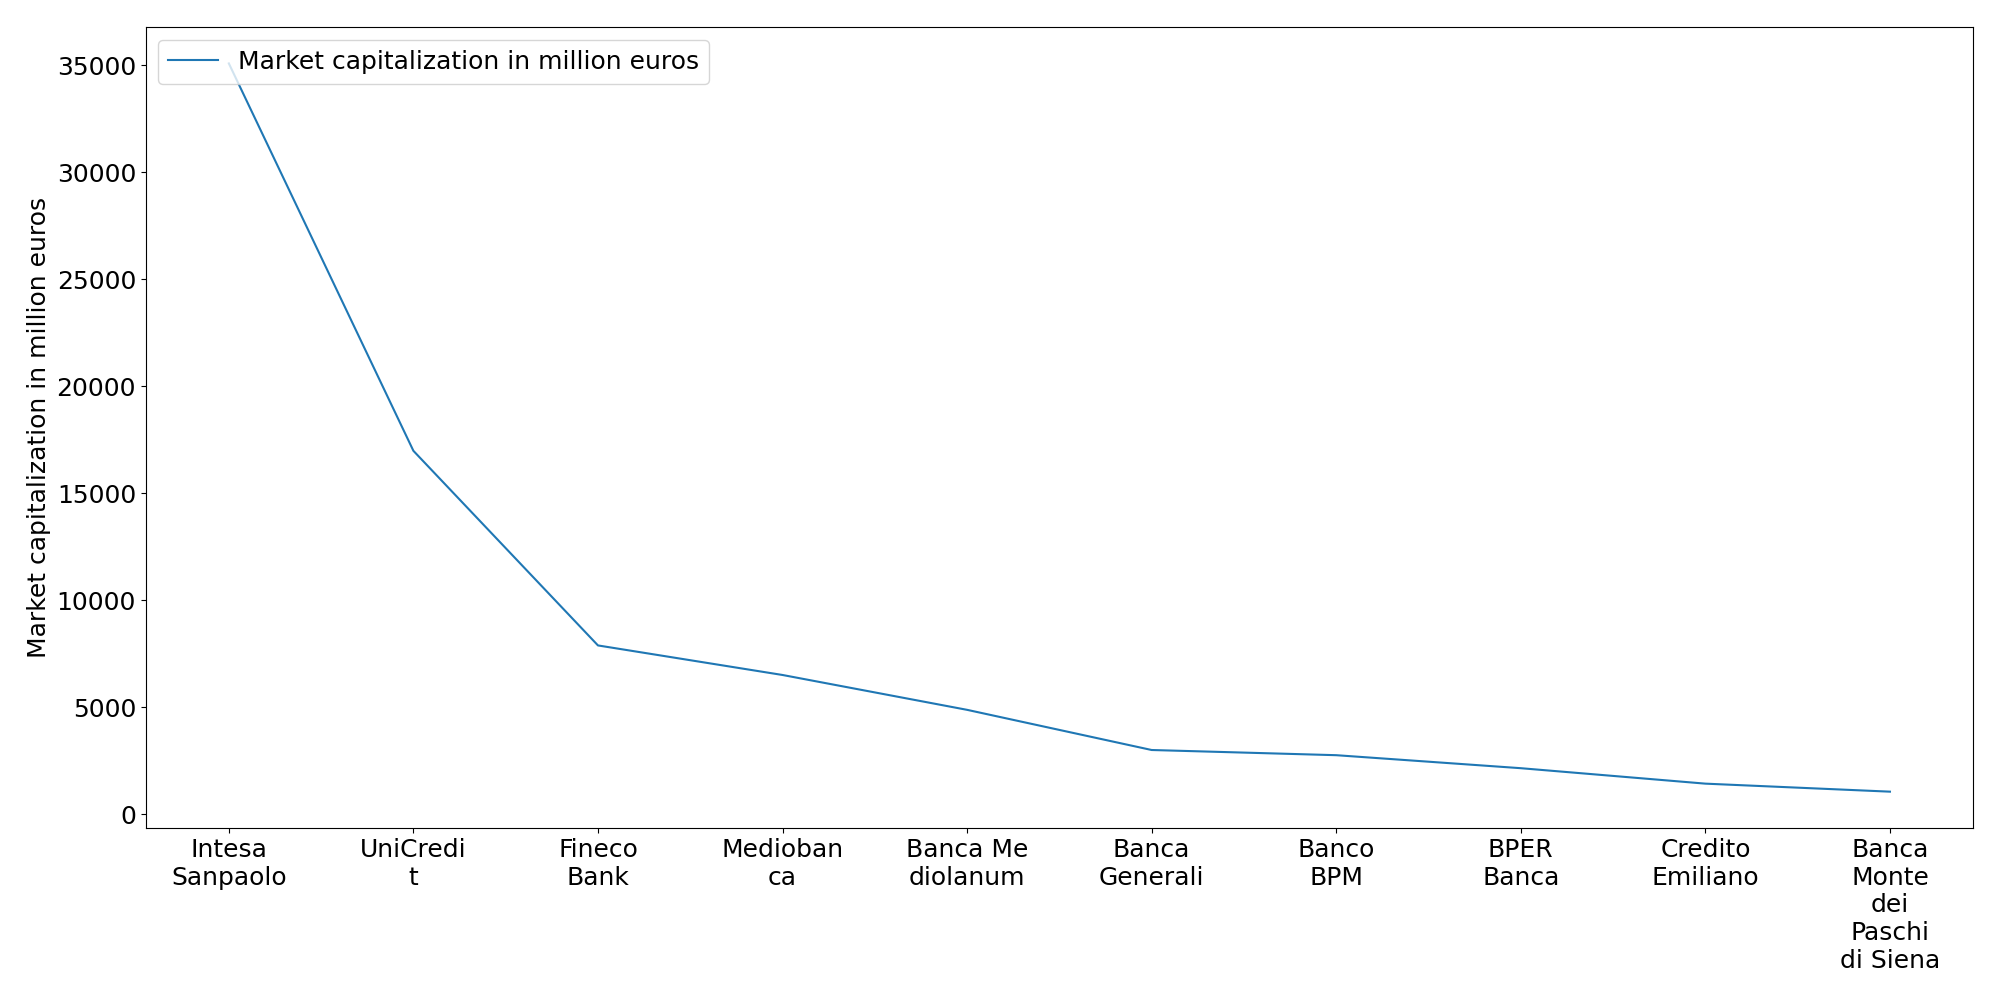 Market capitalization in million euros
Market capitalization in million euros
35000
30000
25000
20000
15000
10000
5000
0
Intesa
Sanpaolo
UniCredi
t
Fineco
Bank
Medioban
ca
Banca Me
diolanum
Banca
Generali
Banco
BPM
BPER
Banca
Credito
Emiliano
Banca
Monte
dei
Paschi
di Siena